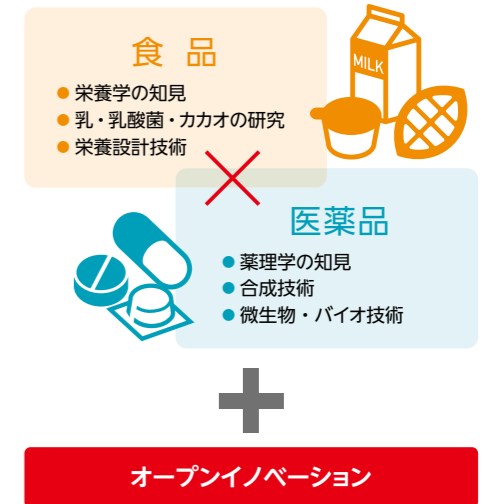 食品
MILK
● 栄養学の知見
● 乳・乳酸菌・カカオの研究
● 栄養設計技術
医薬品
● 薬理学の知見
● 合成技術
● 微生物・バイオ技術
オープンイノベーション